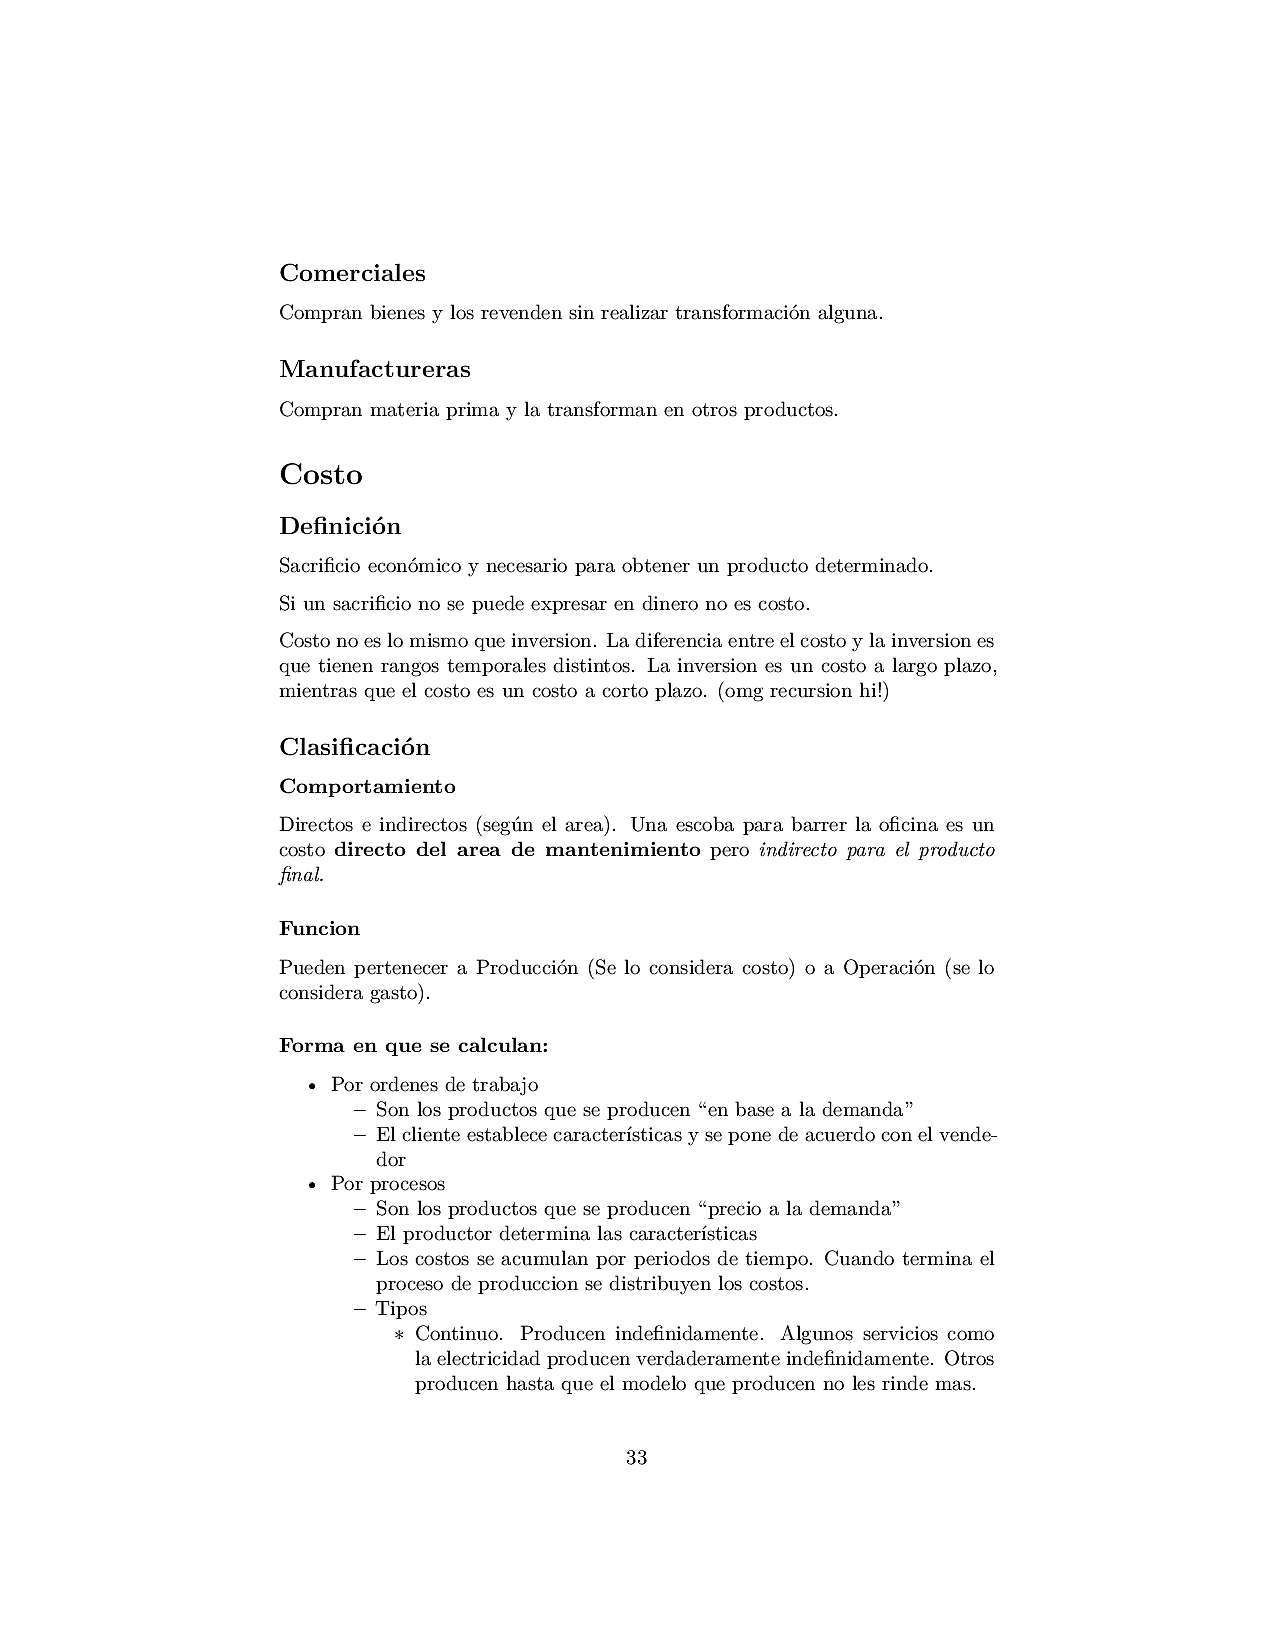 Comerciales
Compran bienes y los revenden sin realizar transformación alguna.
Manufactureras
Compran materia prima y la transforman en otros productos.
Costo
Definición
Sacrificio económico y necesario para obtener un producto determinado.
Si un sacrificio no se puede expresar en dinero no es costo.
Costo no es lo mismo que inversion. La diferencia entre el costo y la inversion es
que tienen rangos temporales distintos. La inversion es un costo a largo plazo,
mientras que el costo es un costo a corto plazo. (omg recursion hi!)
Clasificación
Comportamiento
Directos e indirectos (según el area). Una escoba para barrer la oficina es un
costo directo del area de mantenimiento pero indirecto para el producto
final.
Funcion
Pueden pertenecer a Producción (Se lo considera costo) o a Operación (se lo
considera gasto).
Forma en que se calculan:
• Por ordenes de trabajo
– Son los productos que se producen “en base a la demanda”
– El cliente establece características y se pone de acuerdo con el vende-
dor
• Por procesos
– Son los productos que se producen “precio a la demanda”
– El productor determina las características
– Los costos se acumulan por periodos de tiempo. Cuando termina el
proceso de produccion se distribuyen los costos.
– Tipos
∗ Continuo. Producen indefinidamente. Algunos servicios como
la electricidad producen verdaderamente indefinidamente. Otros
producen hasta que el modelo que producen no les rinde mas.
33